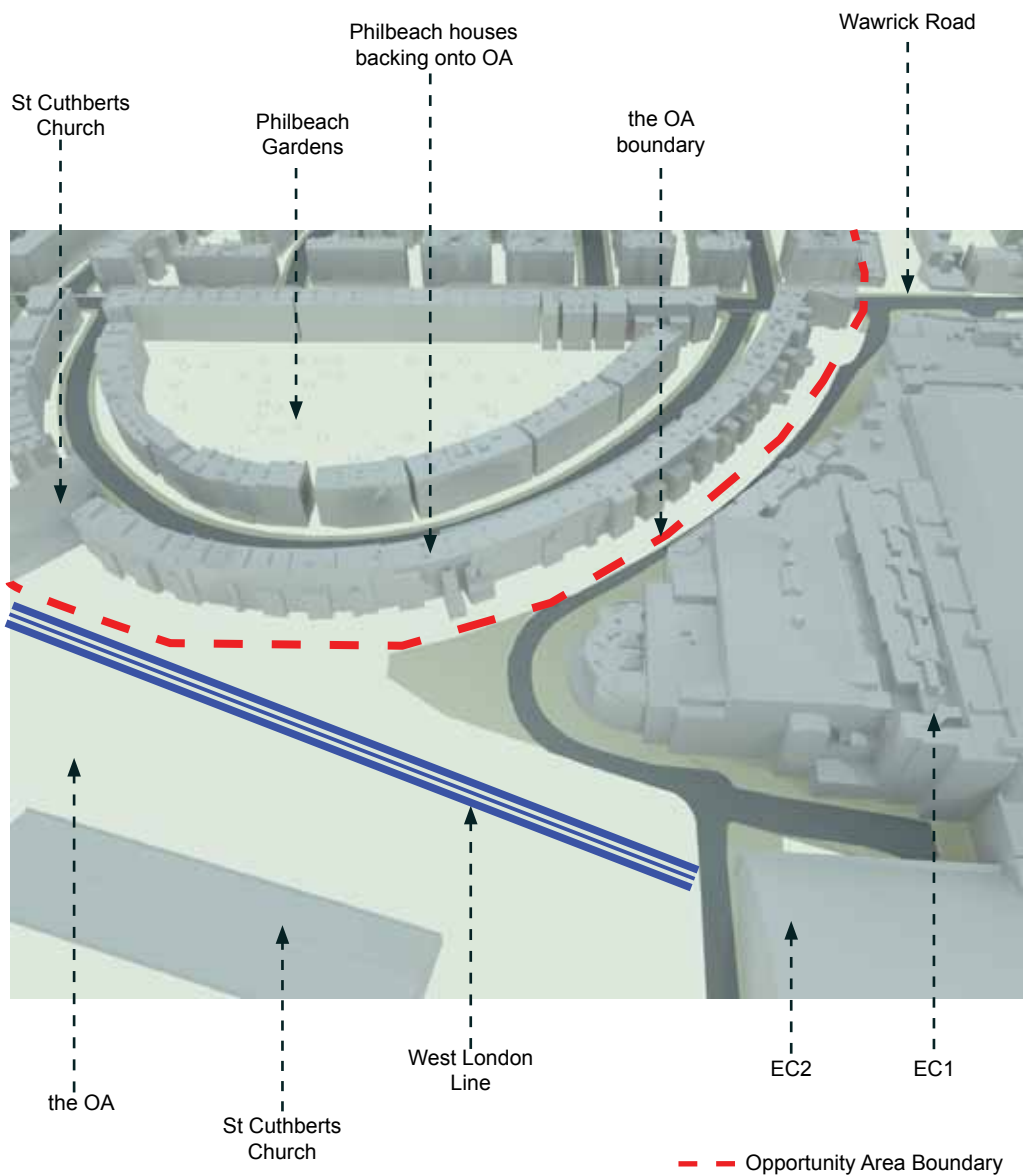 Wawrick Road
Philbeach houses
backing onto OA
St Cuthberts
Church
Philbeach
Gardens
the OA
boundary
West London
Line
EC2
EC1
the OA
St Cuthberts
Church
Opportunity Area Boundary